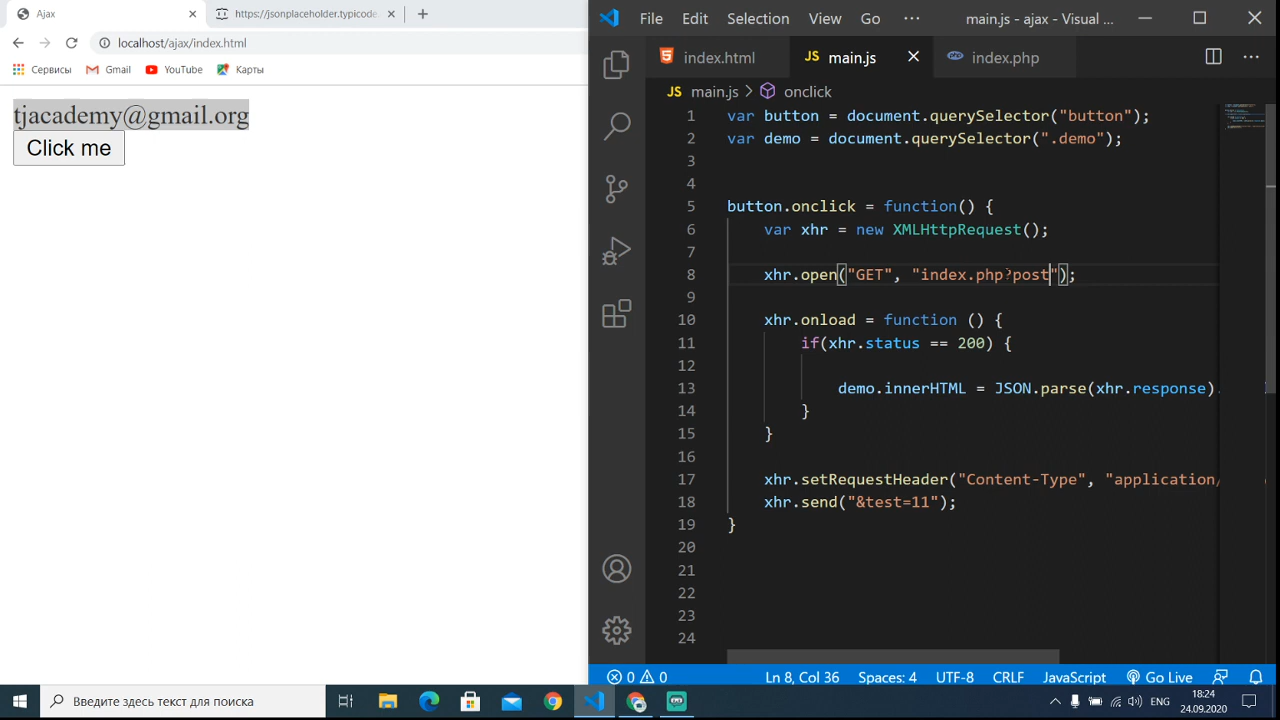 Ajax
https://jsonplaceholder.typicode.
localhost/ajax/index.html
Сервисы Gmail YouTube Карты
tjacademy@gmail.org
Click me
File Edit Selection View Go ··· main.js - ajax - Visual ...
index.html JS main.js index.php ···
JS main.js > onclick
1 var button = document.querySelector("button");
2 var demo = document.querySelector(".demo");
3
4
5 button.onclick = function() {
6 var xhr = new XMLHttpRequest();
7
8 xhr.open("GET", "index.php?post");
9
10 xhr.onload = function () {
11 if(xhr.status == 200) {
12
13 demo.innerHTML = JSON.parse(xhr.response).
14 }
15 }
16
17 xhr.setRequestHeader("Content-Type", "application/
18 xhr.send("&test=11");
19 }
20
21
22
23
24
0 0 Ln 8, Col 36 Spaces: 4 UTF-8 CRLF JavaScript Go Live
Введите здесь текст для поиска
ENG
18:24
24.09.2020